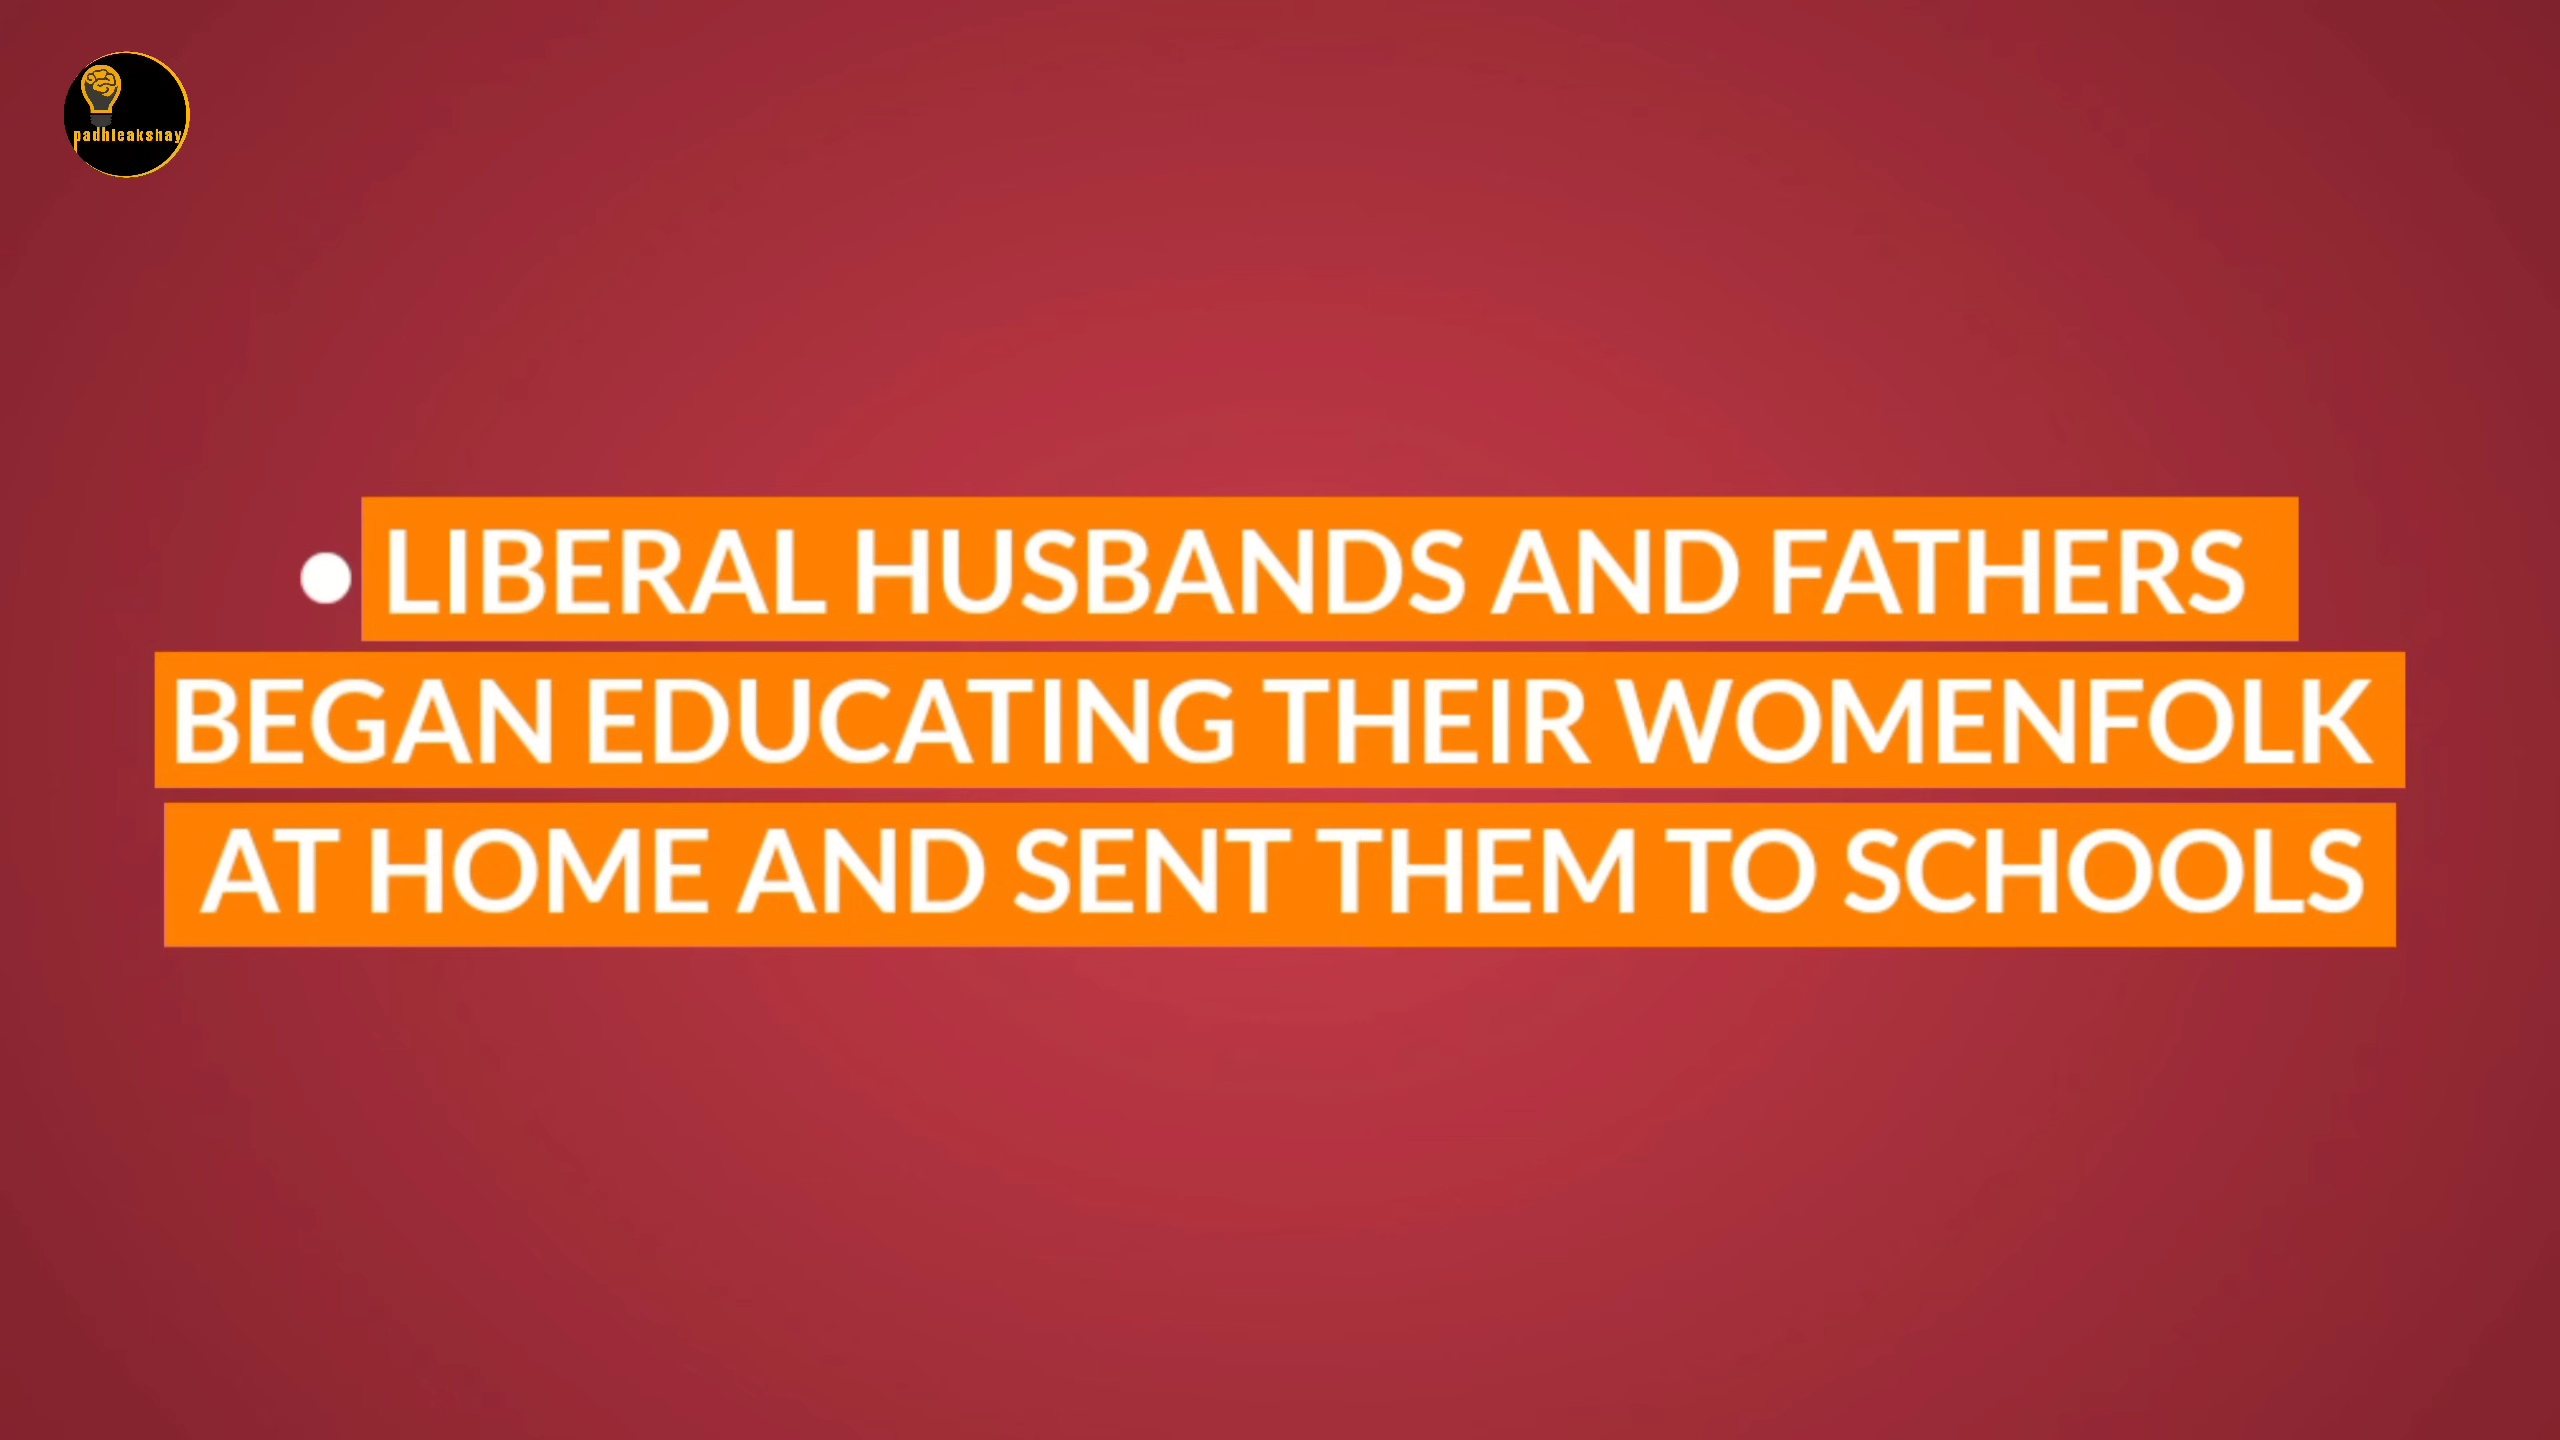 padhleakshay
• LIBERAL HUSBANDS AND FATHERS
BEGAN EDUCATING THEIR WOMENFOLK
AT HOME AND SENT THEM TO SCHOOLS